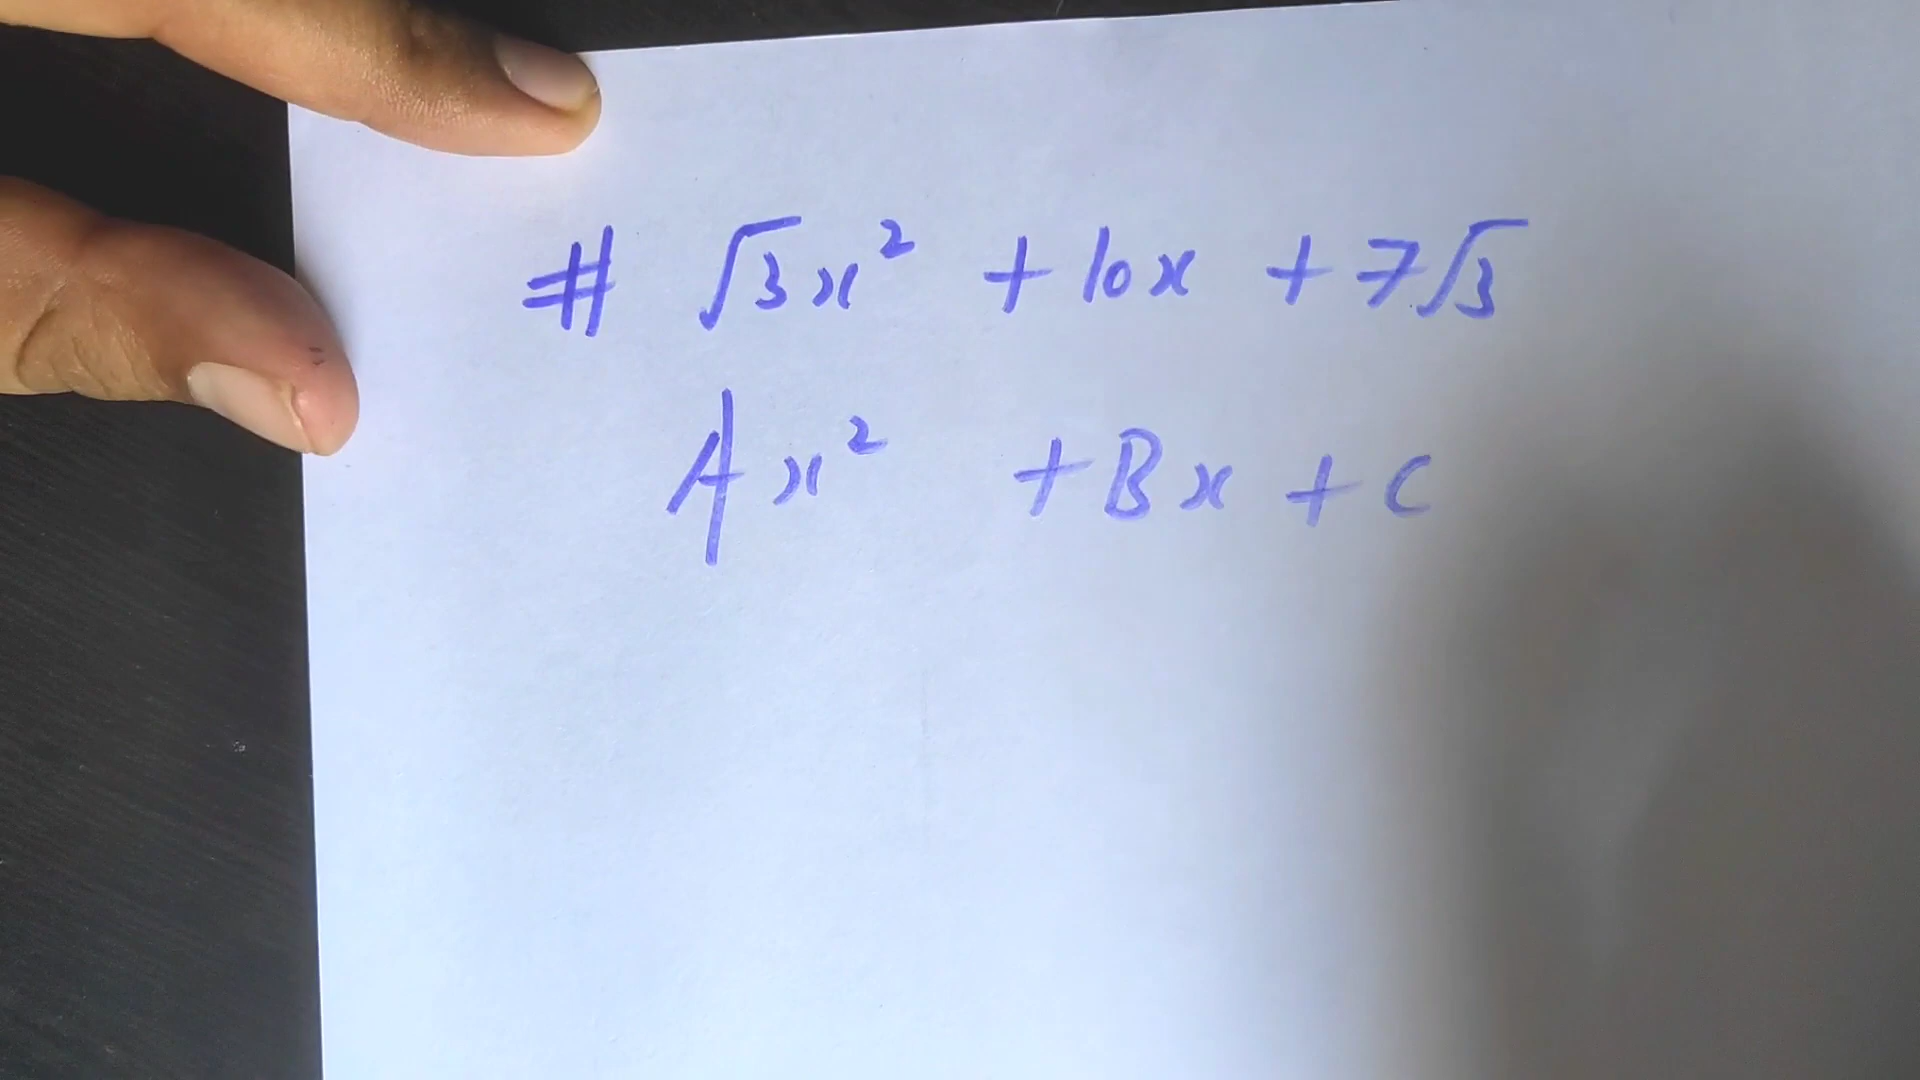 # √3x² + 10x + 7√3
Ax² + Bx + C